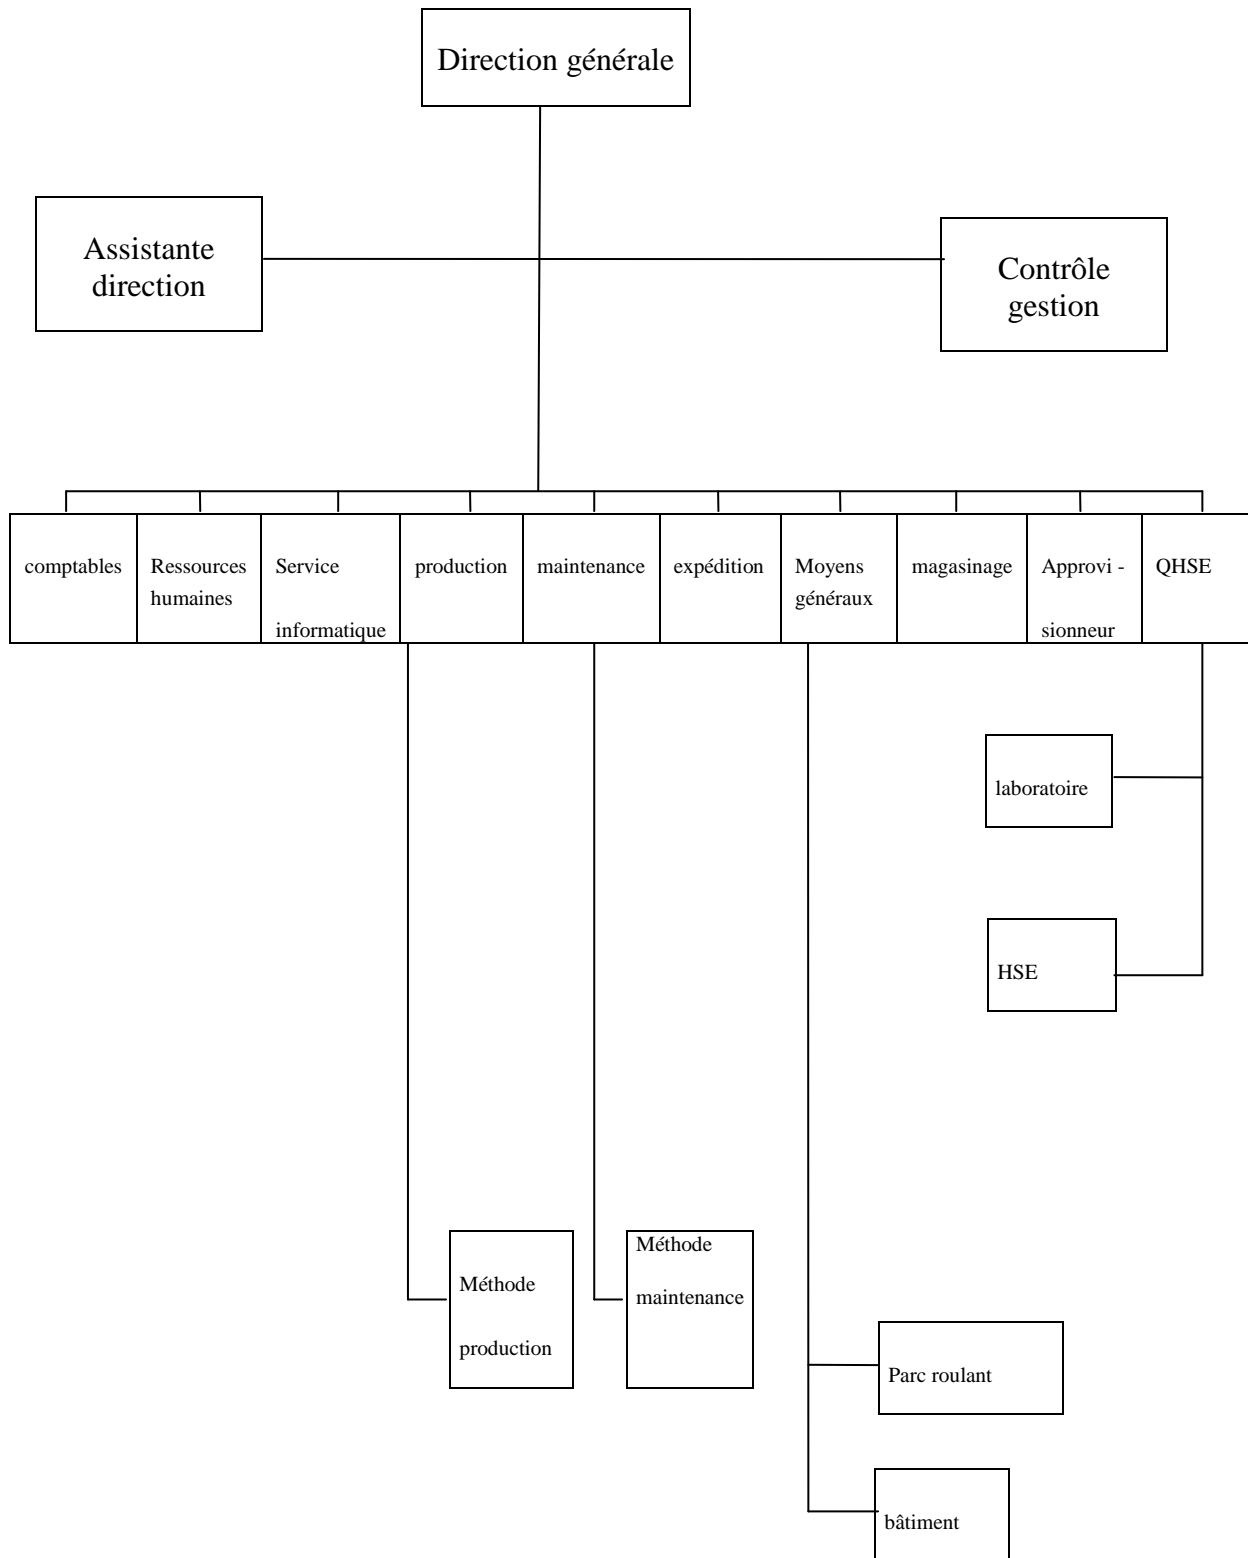 Direction générale
Assistante
direction
Contrôle
gestion
comptables
Ressources
humaines
Service
informatique
production
maintenance
expédition
Moyens
généraux
magasinage
Approvi -
sionneur
QHSE
laboratoire
HSE
Méthode
production
Méthode
maintenance
Parc roulant
bâtiment